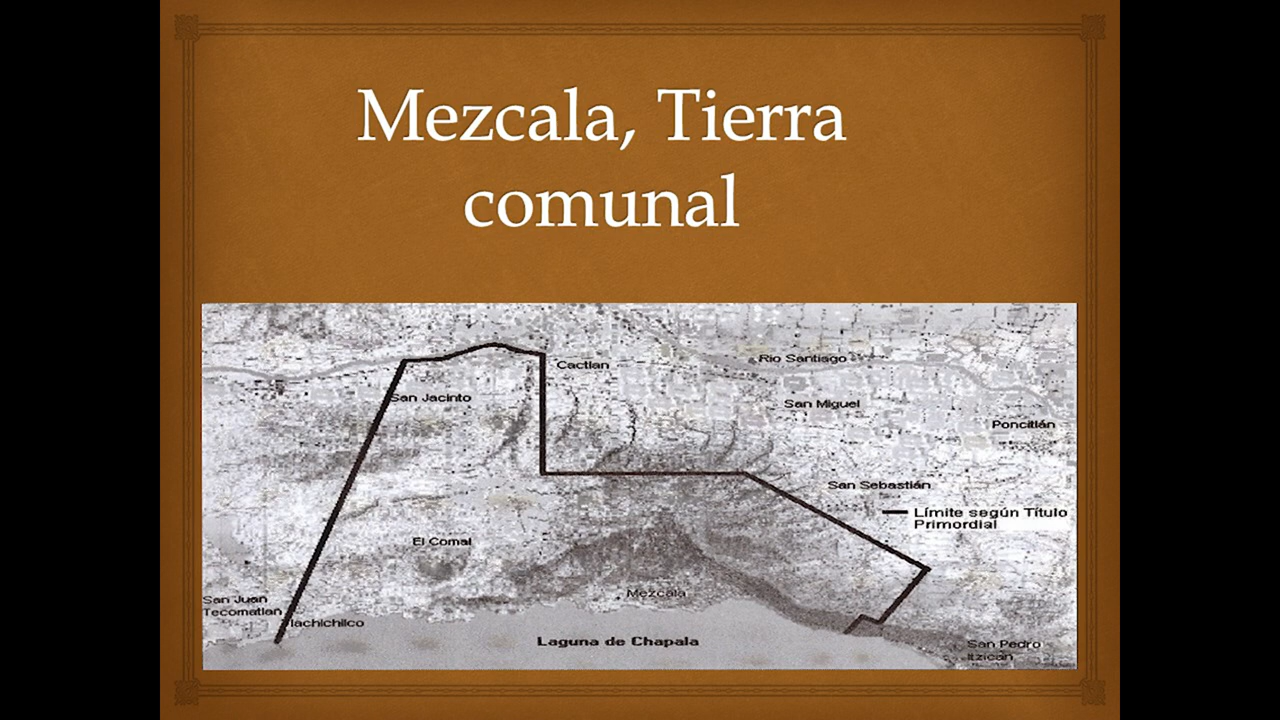 Mezcala, Tierra
comunal
Cactlan
Rio Santiago
San Jacinto
San Miguel
Poncitlán
San Sebastián
Límite según Título
Primordial
El Comal
Mezcala
San Juan
Tecomatlan
Tlachichilco
Laguna de Chapala
San Pedro
Itzicán